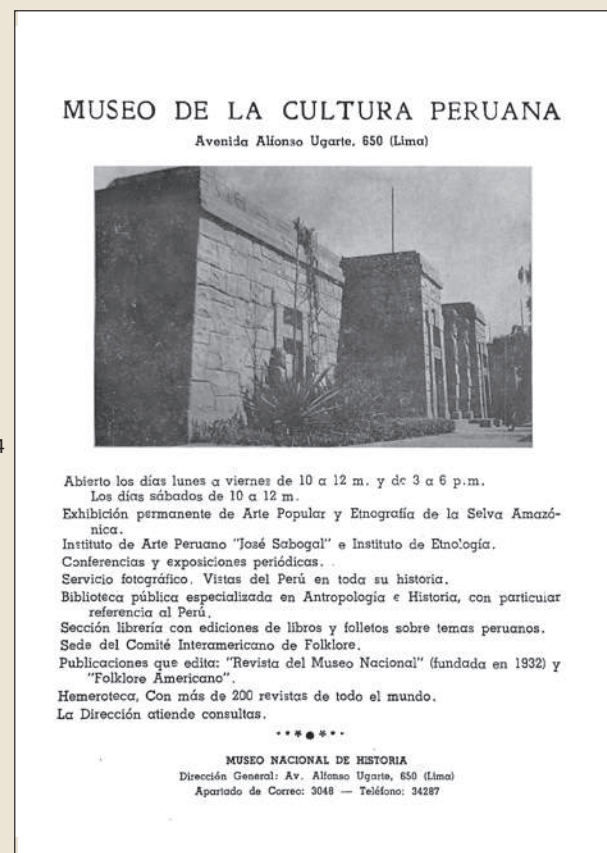 MUSEO DE LA CULTURA PERUANA
Avenida Alfonso Ugarte, 650 (Lima)
4
Abierto los días lunes a viernes de 10 a 12 m. y de 3 a 6 p.m.
Los días sábados de 10 a 12 m.
Exhibición permanente de Arte Popular y Etnografía de la Selva Amazó-
nica.
Instituto de Arte Peruano "José Sabogal" e Instituto de Etnología.
Conferencias y exposiciones periódicas.
Servicio fotográfico. Vistas del Perú en toda su historia.
Biblioteca pública especializada en Antropología e Historia, con particular
referencia al Perú.
Sección librería con ediciones de libros y folletos sobre temas peruanos.
Sede del Comité Interamericano de Folklore.
Publicaciones que edita: "Revista del Museo Nacional" (fundada en 1932) y
"Folklore Americano".
Hemeroteca, Con más de 200 revistas de todo el mundo.
La Dirección atiende consultas.
MUSEO NACIONAL DE HISTORIA
Dirección General: Av. Alfonso Ugarte, 650 (Lima)
Apartado de Correo: 3048 — Teléfono: 34287